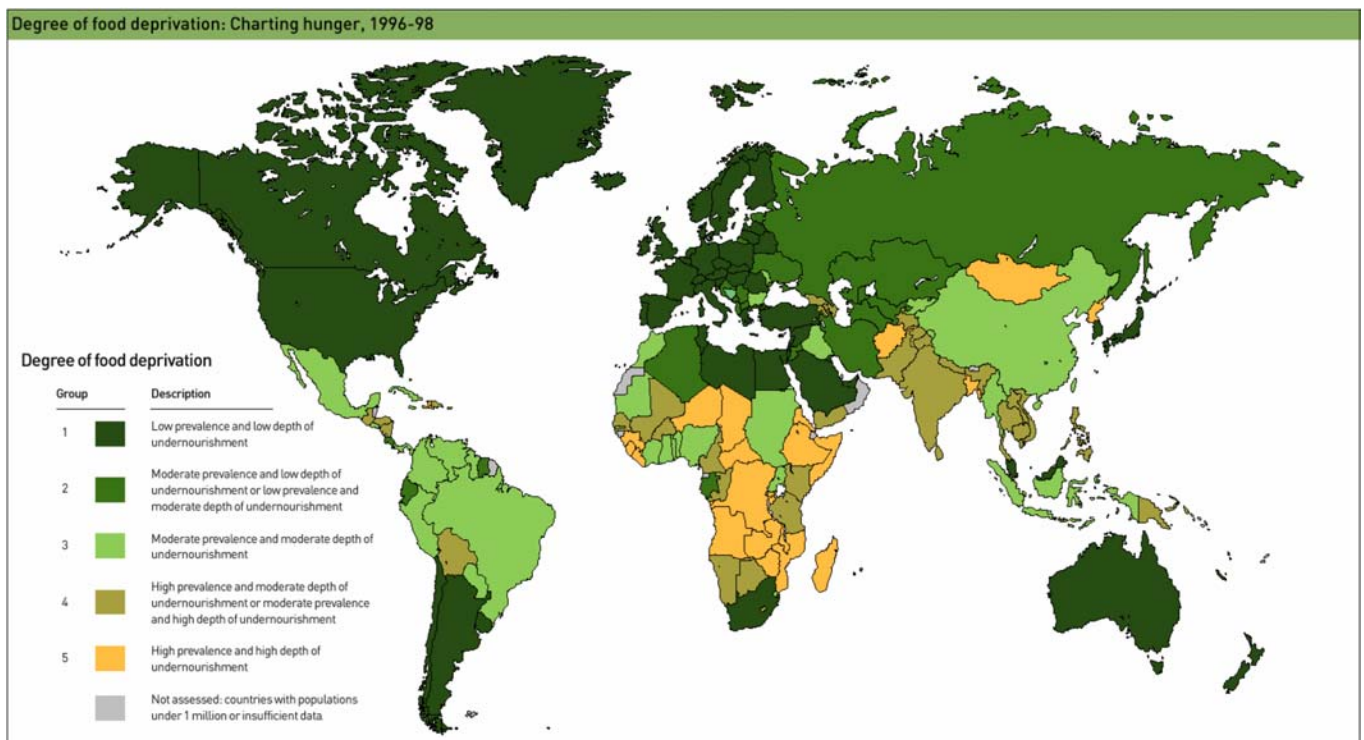 Degree of food deprivation: Charting hunger, 1996-98
Degree of food deprivation
Group
Description
1
Low prevalence and low depth of
undernourishment
2
Moderate prevalence and low depth of
undernourishment or low prevalence and
moderate depth of undernourishment
3
Moderate prevalence and moderate depth of
undernourishment
4
High prevalence and moderate depth of
undernourishment or moderate prevalence
and high depth of undernourishment
5
High prevalence and high depth of
undernourishment
Not assessed: countries with populations
under 1 million or insufficient data